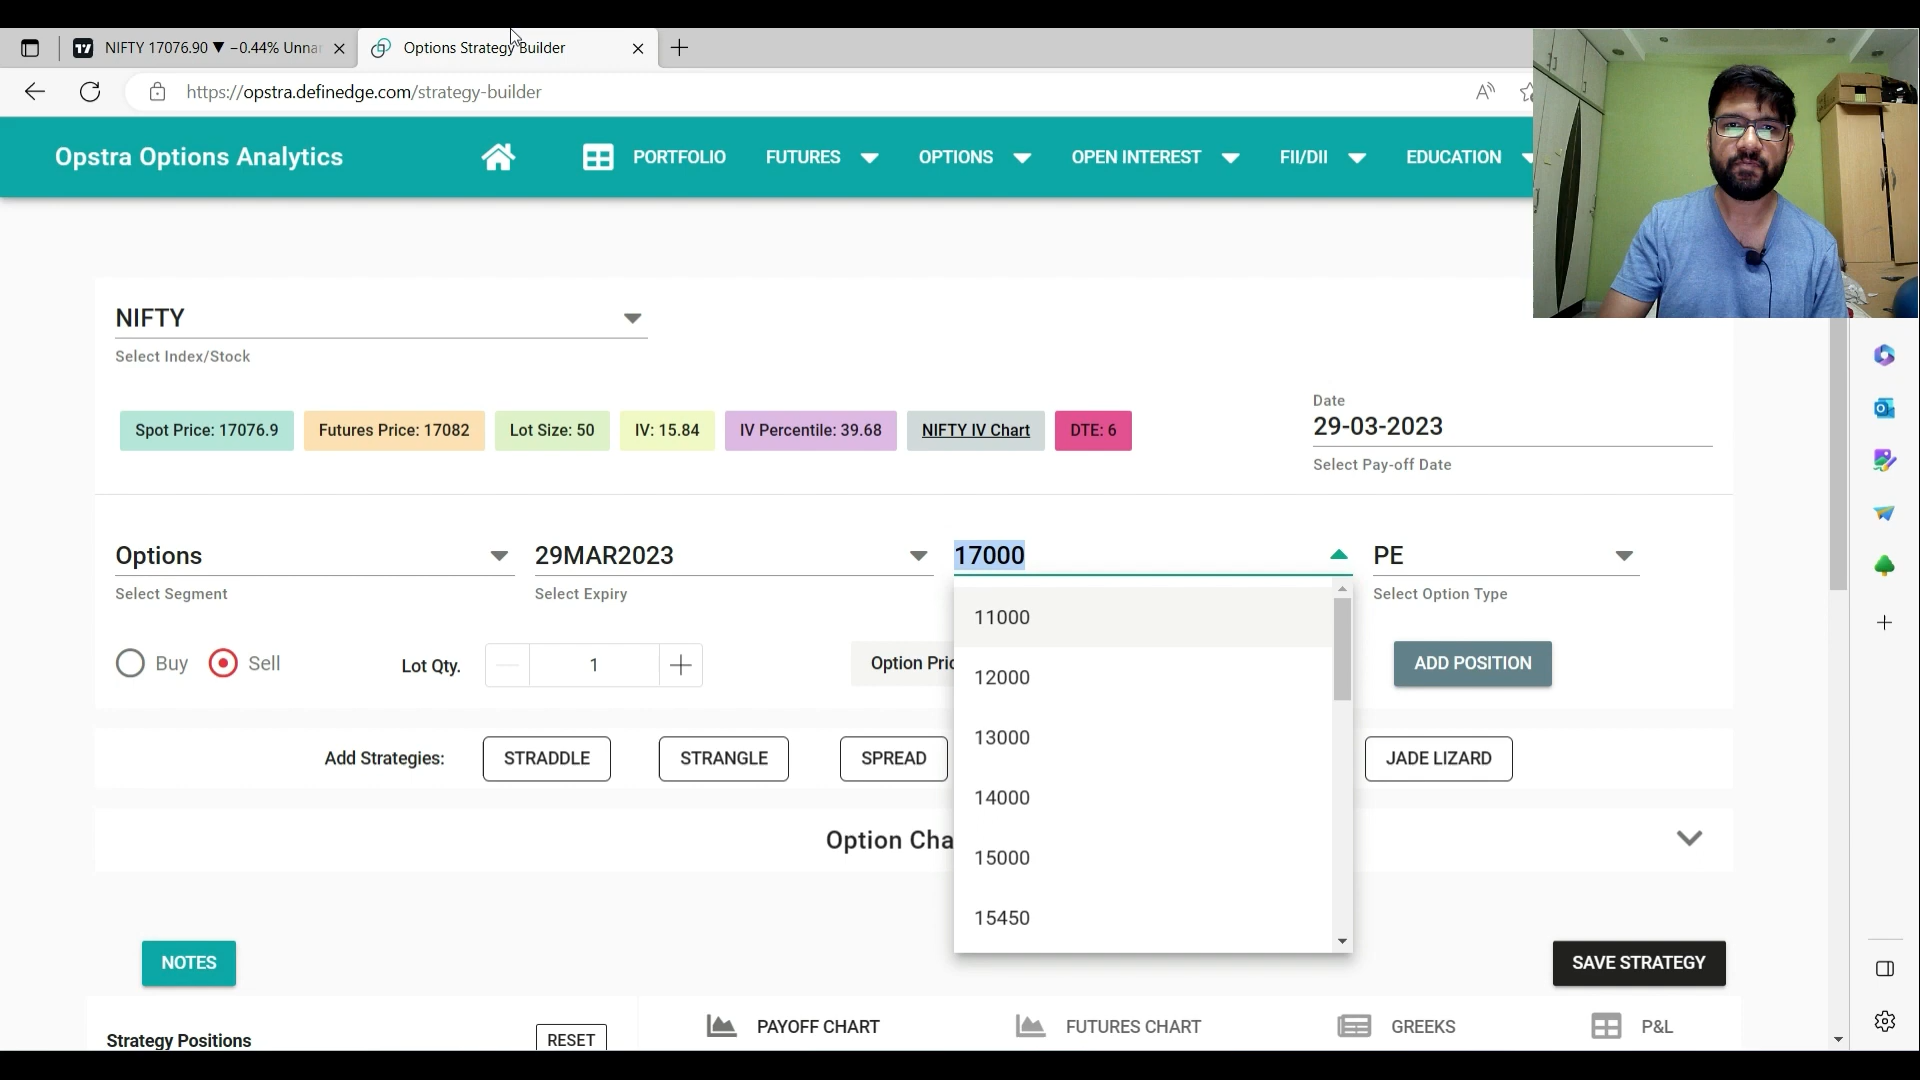 NIFTY 17076.90 ▼ −0.44% Unna
Options Strategy Builder
https://opstra.definedge.com/strategy-builder
Opstra Options Analytics
PORTFOLIO
FUTURES
OPTIONS
OPEN INTEREST
FII/DII
EDUCATION
NIFTY
Select Index/Stock
Spot Price: 17076.9
Futures Price: 17082
Lot Size: 50
IV: 15.84
IV Percentile: 39.68
NIFTY IV Chart
DTE: 6
Date
29-03-2023
Select Pay-off Date
Options
Select Segment
29MAR2023
Select Expiry
17000
PE
Select Option Type
11000
12000
13000
14000
15000
15450
Buy
Sell
Lot Qty.
1
Option Pric
ADD POSITION
Add Strategies:
STRADDLE
STRANGLE
SPREAD
JADE LIZARD
Option Cha
NOTES
SAVE STRATEGY
Strategy Positions
RESET
PAYOFF CHART
FUTURES CHART
GREEKS
P&L